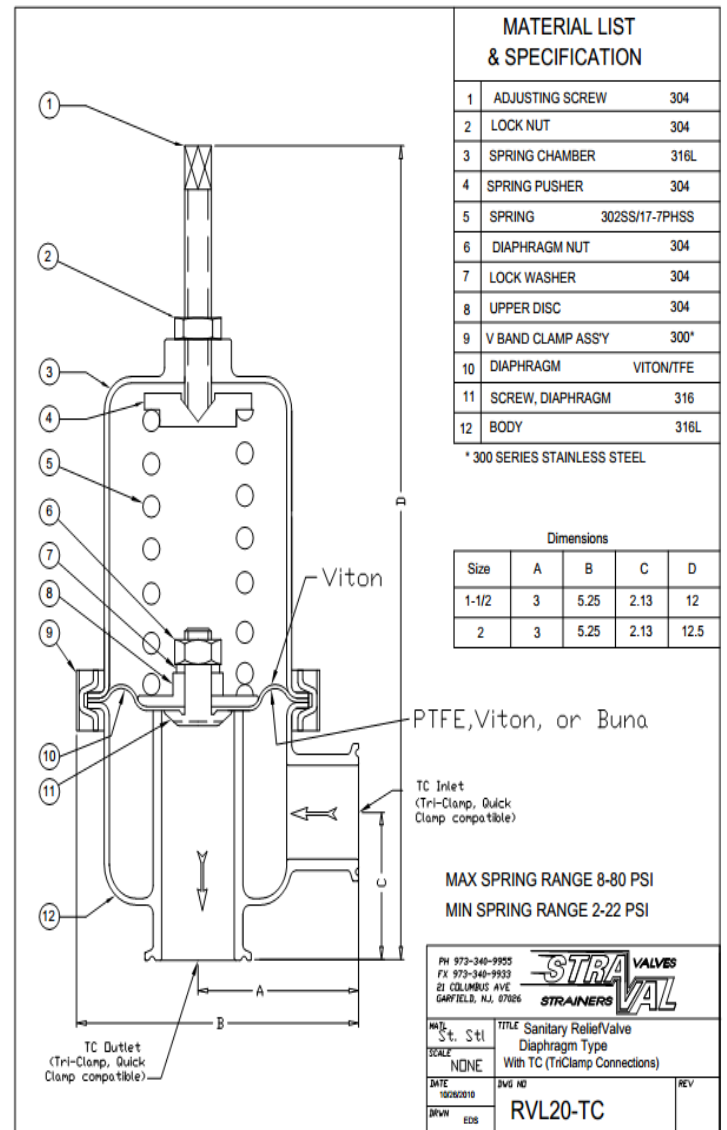 MATERIAL LIST
& SPECIFICATION
1 ADJUSTING SCREW 304
2 LOCK NUT 304
3 SPRING CHAMBER 316L
4 SPRING PUSHER 304
5 SPRING 302SS/17-7PHSS
6 DIAPHRAGM NUT 304
7 LOCK WASHER 304
8 UPPER DISC 304
9 V BAND CLAMP ASS'Y 300*
10 DIAPHRAGM VITON/TFE
11 SCREW, DIAPHRAGM 316
12 BODY 316L
* 300 SERIES STAINLESS STEEL
Dimensions
Size A B C D
1-1/2 3 5.25 2.13 12
2 3 5.25 2.13 12.5
1
2
3
4
5
6
7
8
9
10
11
12
Viton
PTFE,Viton, or Buna
TC Inlet
(Tri-Clamp, Quick
Clamp compatible)
D
C
A
B
TC Outlet
(Tri-Clamp, Quick
Clamp compatible)
MAX SPRING RANGE 8-80 PSI
MIN SPRING RANGE 2-22 PSI
PH 973-340-9955
FX 973-340-9933
21 COLUMBUS AVE
GARFIELD, NJ, 07026
STRA VALVES
STRAINERS VAL
MATL
St. Stl
TITLE Sanitary ReliefValve
Diaphragm Type
With TC (TriClamp Connections)
SCALE
NONE
DATE
10/26/2010
DWG NO
RVL20-TC
REV
DRWN EDS